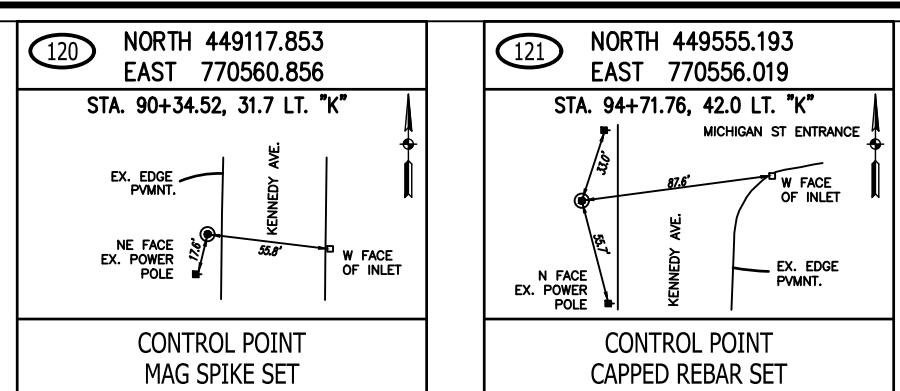 120
NORTH 449117.853
EAST 770560.856
STA. 90+34.52, 31.7 LT. "K"
EX. EDGE
PVMNT.
KENNEDY AVE.
NE FACE
EX. POWER
POLE
17.6'
55.8'
W FACE
OF INLET
CONTROL POINT
MAG SPIKE SET
121
NORTH 449555.193
EAST 770556.019
STA. 94+71.76, 42.0 LT. "K"
MICHIGAN ST ENTRANCE
33.0'
87.6'
W FACE
OF INLET
55.7'
KENNEDY AVE.
N FACE
EX. POWER
POLE
EX. EDGE
PVMNT.
CONTROL POINT
CAPPED REBAR SET